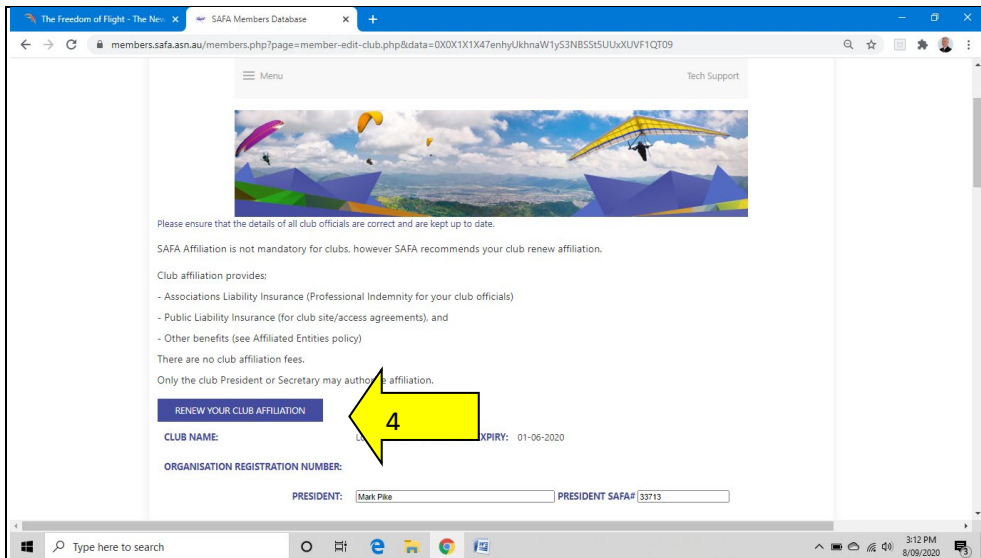 The Freedom of Flight - The New
SAFA Members Database
members.safa.asn.au/members.php?page=member-edit-club.php&data=0X0X1X1X47enhyUkhnaW1yS3NBSSt5UUxXUVF1QT09
Menu
Tech Support
Please ensure that the details of all club officials are correct and are kept up to date.
SAFA Affiliation is not mandatory for clubs, however SAFA recommends your club renew affiliation.
Club affiliation provides;
- Associations Liability Insurance (Professional Indemnity for your club officials)
- Public Liability Insurance (for club site/access agreements), and
- Other benefits (see Affiliated Entities policy)
There are no club affiliation fees.
Only the club President or Secretary may authorise affiliation.
RENEW YOUR CLUB AFFILIATION
4
CLUB NAME:
XPIRY: 01-06-2020
ORGANISATION REGISTRATION NUMBER:
PRESIDENT: Mark Pike PRESIDENT SAFA# 33713
Type here to search
3:12 PM
8/09/2020
3